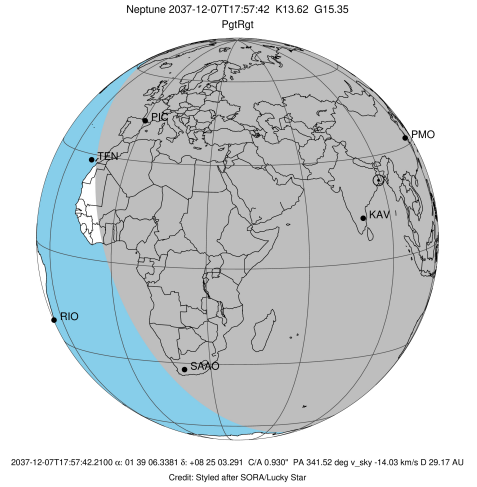 Neptune 2037-12-07T17:57:42 K13.62 G15.35
PgtRgt
PIC
PMO
TEN
KAV
RIO
SAAO
2037-12-07T17:57:42.2100 α: 01 39 06.3381 δ: +08 25 03.291 C/A 0.930" PA 341.52 deg v_sky -14.03 km/s D 29.17 AU
Credit: Styled after SORA/Lucky Star